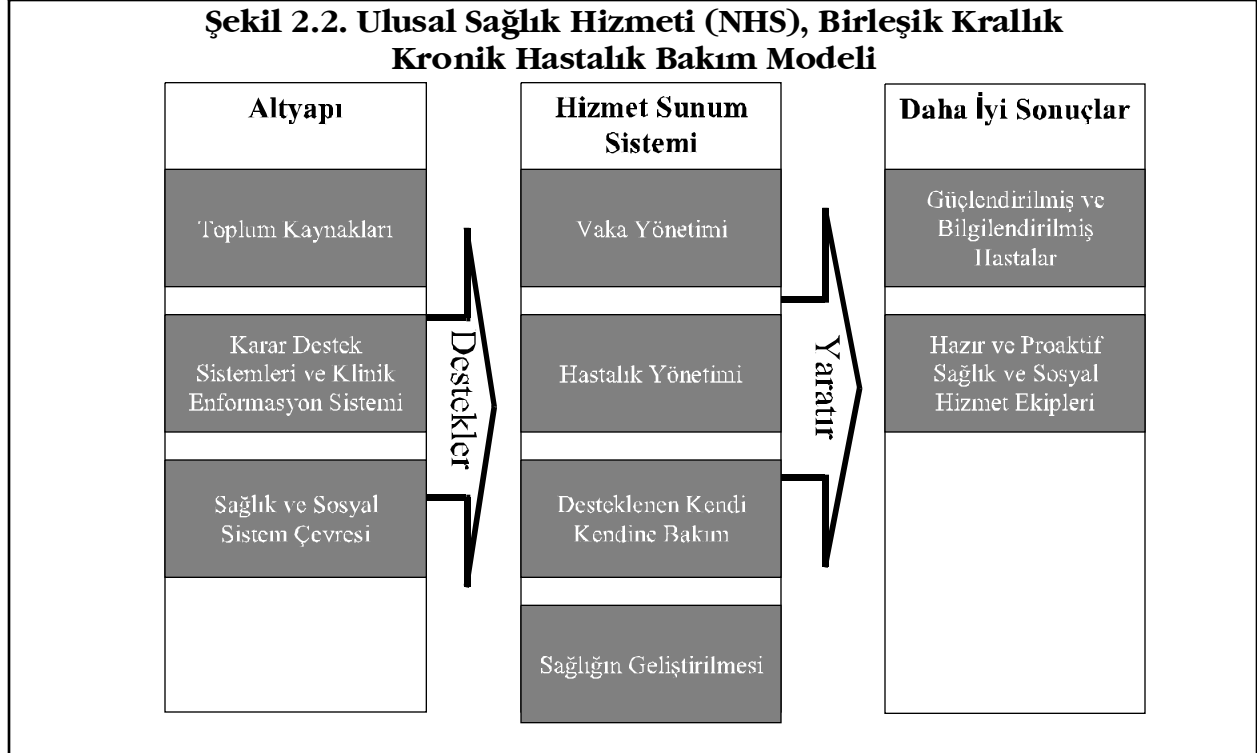 Şekil 2.2. Ulusal Sağlık Hizmeti (NHS), Birleşik Krallık
Kronik Hastalık Bakım Modeli
Altyapı
Toplum Kaynakları
Karar Destek
Sistemleri ve Klinik
Enformasyon Sistemi
Sağlık ve Sosyal
Sistem Çevresi
Destekler
Hizmet Sunum
Sistemi
Vaka Yönetimi
Hastalık Yönetimi
Desteklenen Kendi
Kendine Bakım
Sağlığın Geliştirilmesi
Yaratır
Daha İyi Sonuçlar
Güçlendirilmiş ve
Bilgilendirilmiş
Hastalar
Hazır ve Proaktif
Sağlık ve Sosyal
Hizmet Ekipleri